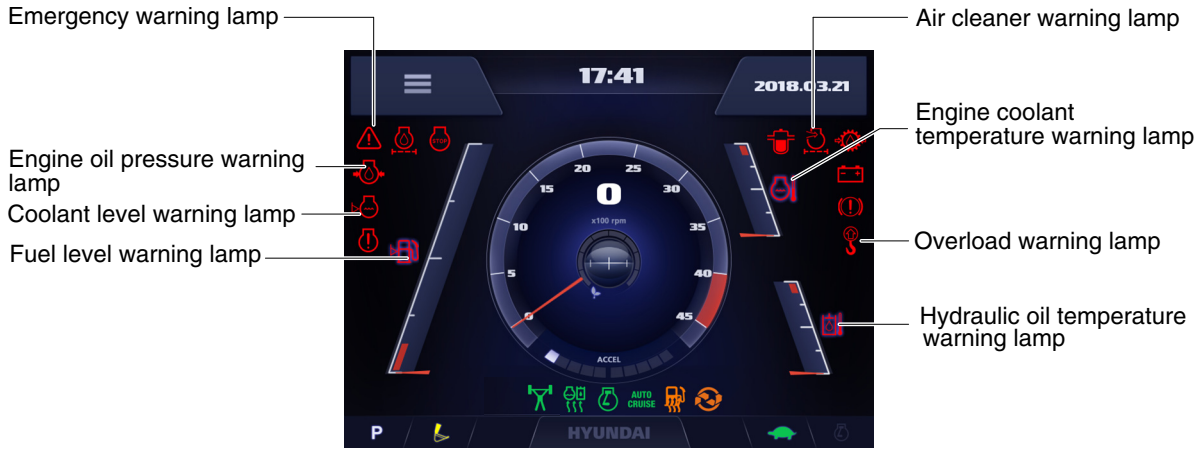 Emergency warning lamp
Air cleaner warning lamp
17:41
2018.03.21
Engine coolant
temperature warning lamp
STOP
Engine oil pressure warning
lamp
Coolant level warning lamp
Fuel level warning lamp
0
x100 rpm
0
5
10
15
20
25
30
35
40
45
Overload warning lamp
Hydraulic oil temperature
warning lamp
ACCEL
AUTO
CRUISE
P
HYUNDAI